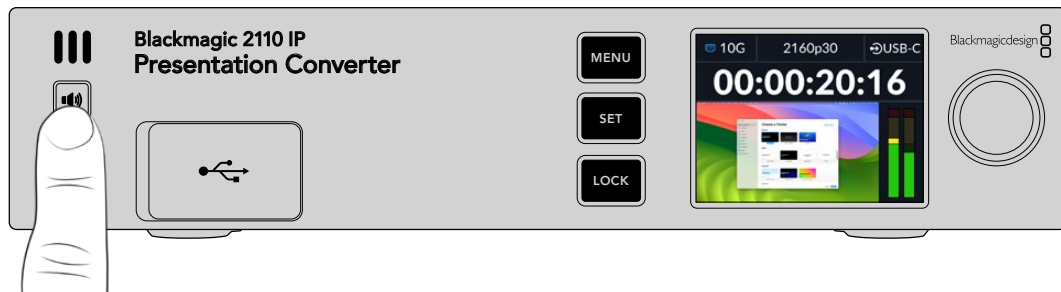 Blackmagic 2110 IP
Presentation Converter
MENU
SET
LOCK
10G 2160p30 USB-C
00:00:20:16
Blackmagicdesign